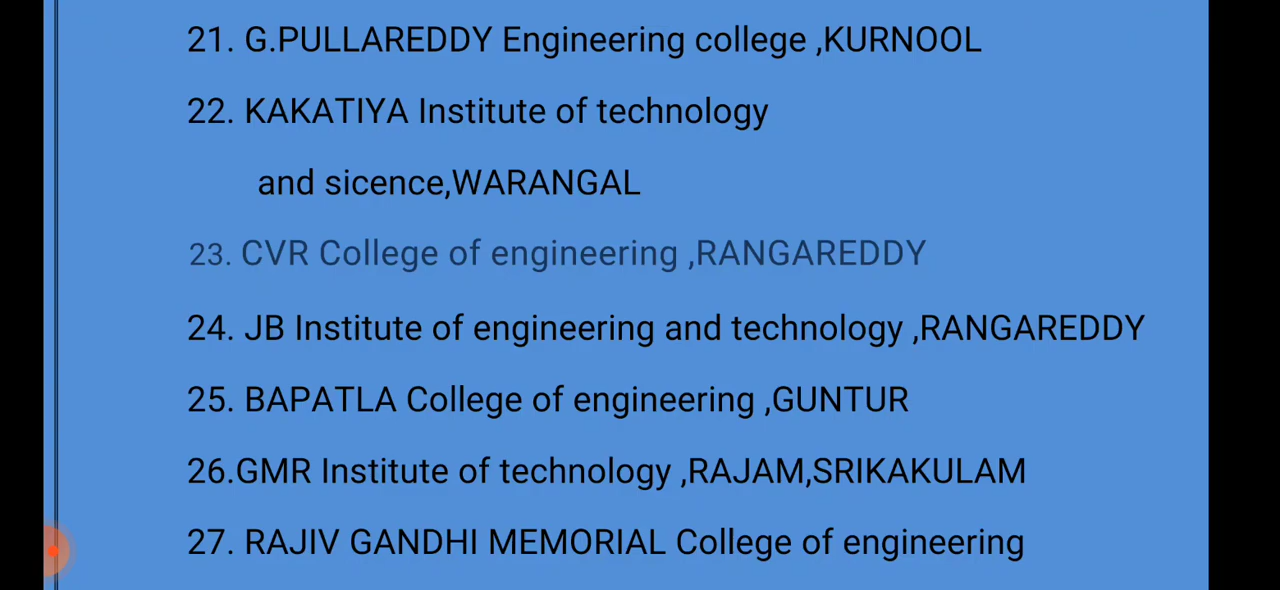 21. G.PULLAREDDY Engineering college ,KURNOOL
22. KAKATIYA Institute of technology
and sicence,WARANGAL
23. CVR College of engineering ,RANGAREDDY
24. JB Institute of engineering and technology ,RANGAREDDY
25. BAPATLA College of engineering ,GUNTUR
26.GMR Institute of technology ,RAJAM,SRIKAKULAM
27. RAJIV GANDHI MEMORIAL College of engineering